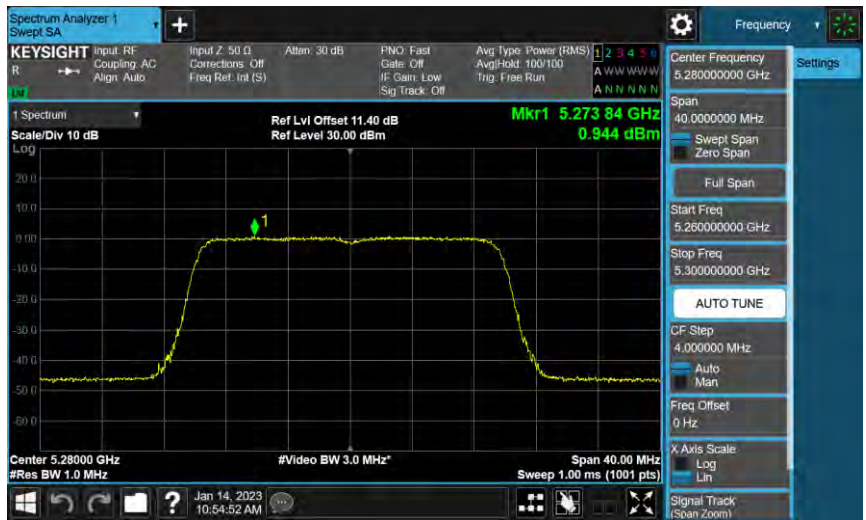 Spectrum Analyzer 1
Swept SA
+
Frequency
KEYSIGHT
R
Input: RF
Coupling: AC
Align: Auto
Input Z: 50 Ω
Corrections: Off
Freq Ref: Int (S)
Atten: 30 dB
PNO: Fast
Gate: Off
IF Gain: Low
Sig Track: Off
Avg Type: Power (RMS)
Avg|Hold: 100/100
Trig: Free Run
1 2 3 4 5 6
A W W W W W
A N N N N N
1 Spectrum
Scale/Div 10 dB
Log
Ref Lvl Offset 11.40 dB
Ref Level 30.00 dBm
Mkr1 5.273 84 GHz
0.944 dBm
20.0
10.0
0.00
-10.0
-20.0
-30.0
-40.0
-50.0
-60.0
1
Center 5.28000 GHz
#Res BW 1.0 MHz
#Video BW 3.0 MHz*
Span 40.00 MHz
Sweep 1.00 ms (1001 pts)
?
Jan 14, 2023
10:54:52 AM
Center Frequency
5.280000000 GHz
Settings
Span
40.0000000 MHz
Swept Span
Zero Span
Full Span
Start Freq
5.260000000 GHz
Stop Freq
5.300000000 GHz
AUTO TUNE
CF Step
4.000000 MHz
Auto
Man
Freq Offset
0 Hz
X Axis Scale
Log
Lin
Signal Track
(Span Zoom)